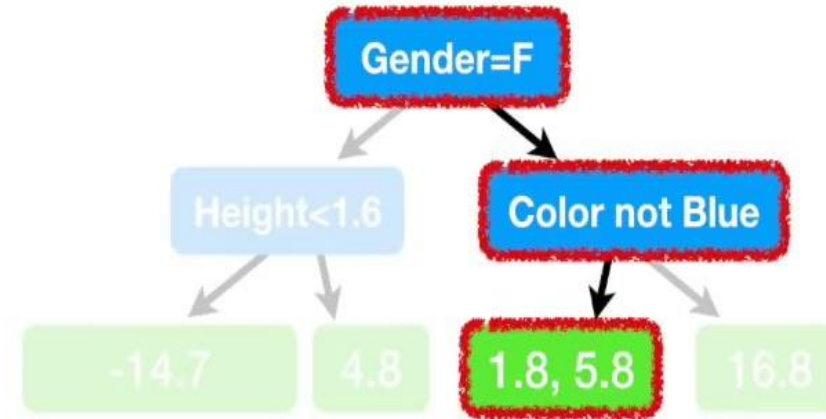 Gender=F
Height<1.6
Color not Blue
-14.7
4.8
1.8, 5.8
16.8